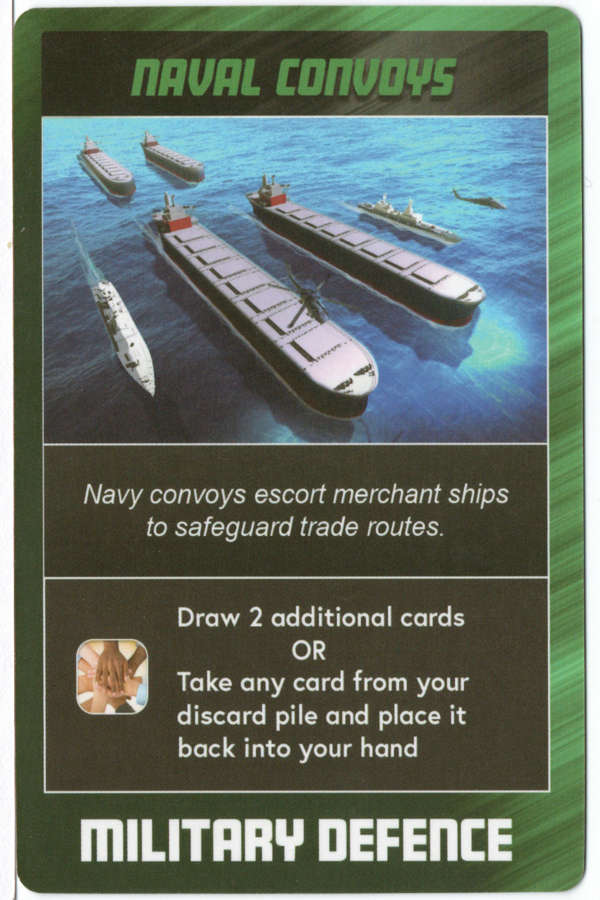 NAVAL CONVOYS
Navy convoys escort merchant ships
to safeguard trade routes.
Draw 2 additional cards
OR
Take any card from your
discard pile and place it
back into your hand
MILITARY DEFENCE